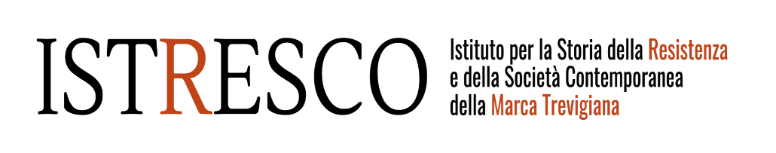 ISTRESCO
Istituto per la Storia della Resistenza
e della Società Contemporanea
della Marca Trevigiana